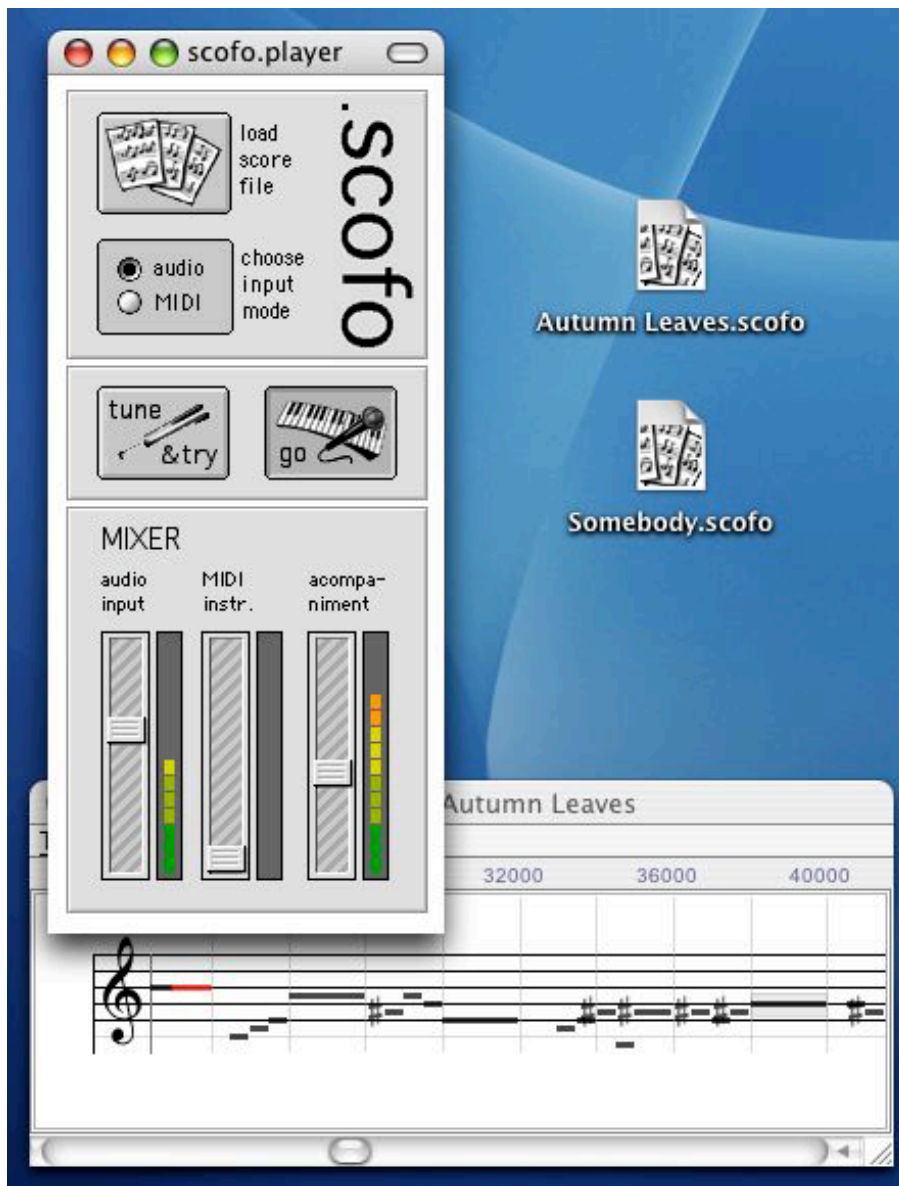 scofo.player
load
score
file
.scofo
audio
MIDI
choose
input
mode
tune
&try
go
MIXER
audio
input
MIDI
instr.
acompa-
niment
Autumn Leaves.scofo
Somebody.scofo
Autumn Leaves
32000 36000 40000